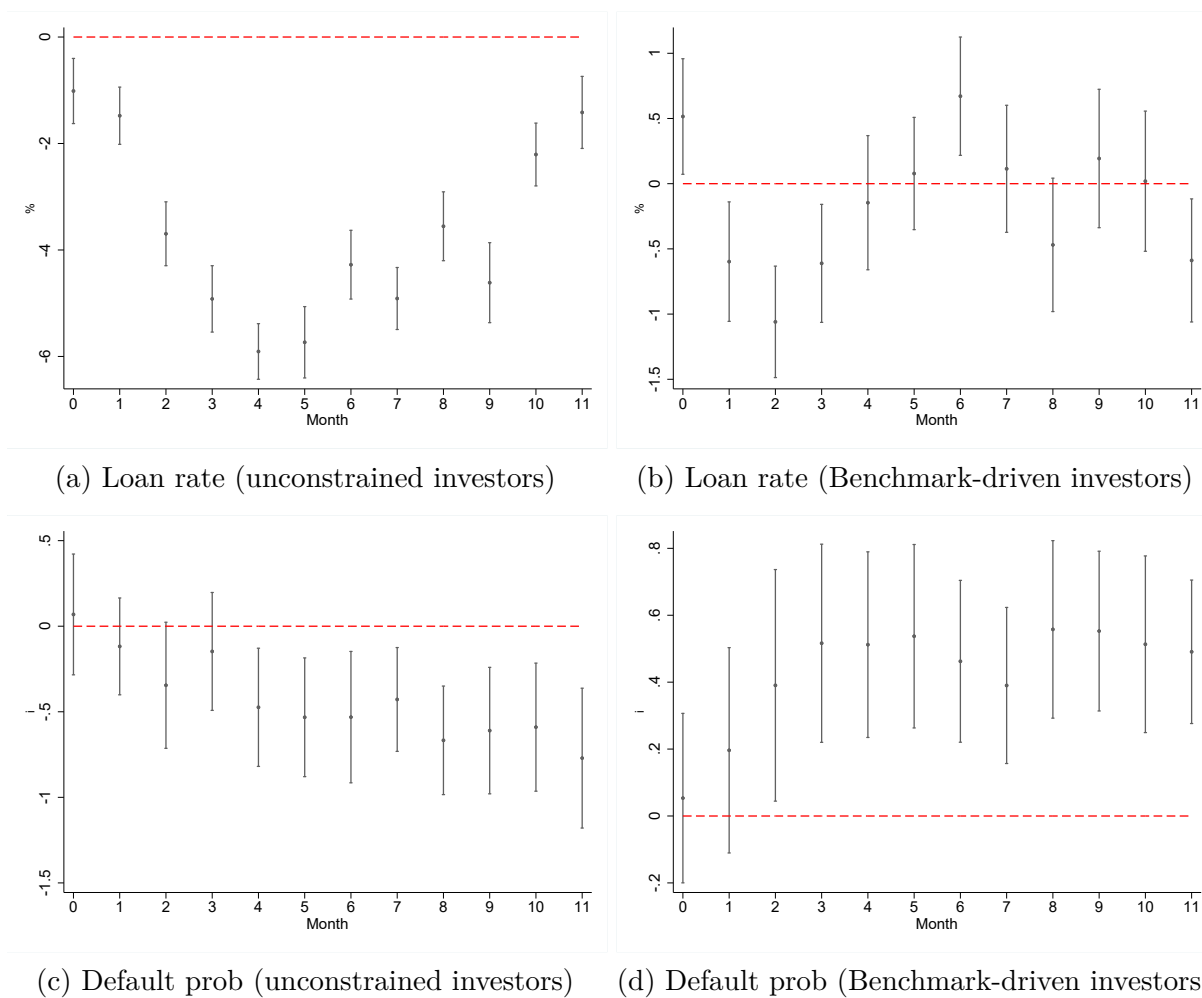 0
-2
-4
-6
%
0 1 2 3 4 5 6 7 8 9 10 11
Month
(a) Loan rate (unconstrained investors)
1
.5
0
-.5
-1
-1.5
%
0 1 2 3 4 5 6 7 8 9 10 11
Month
(b) Loan rate (Benchmark-driven investors)
.5
0
-.5
-1
-1.5
i
0 1 2 3 4 5 6 7 8 9 10 11
Month
(c) Default prob (unconstrained investors)
.8
.6
.4
.2
0
-.2
i
0 1 2 3 4 5 6 7 8 9 10 11
Month
(d) Default prob (Benchmark-driven investors